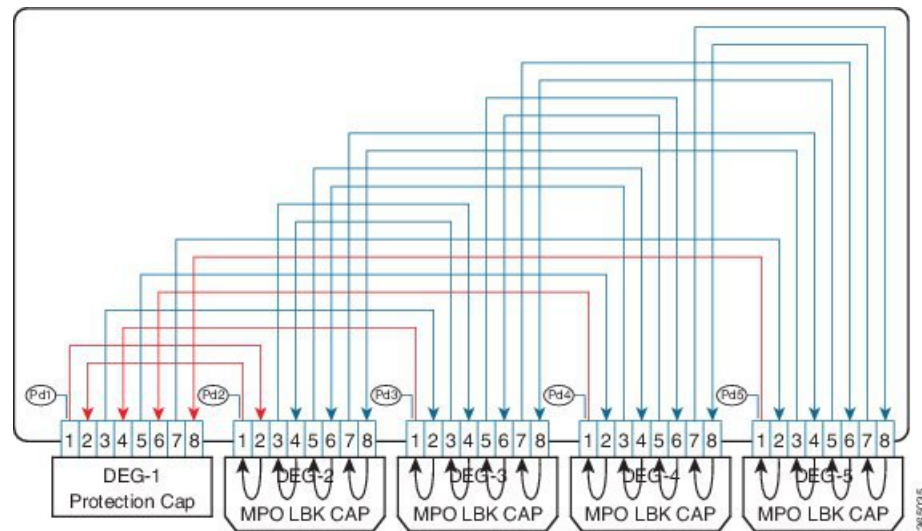 Pd1 Pd2 Pd3 Pd4 Pd5
1 2 3 4 5 6 7 8 1 2 3 4 5 6 7 8 1 2 3 4 5 6 7 8 1 2 3 4 5 6 7 8 1 2 3 4 5 6 7 8
DEG-1 DEG-2 DEG-3 DEG-4 DEG-5
Protection Cap MPO LBK CAP MPO LBK CAP MPO LBK CAP MPO LBK CAP